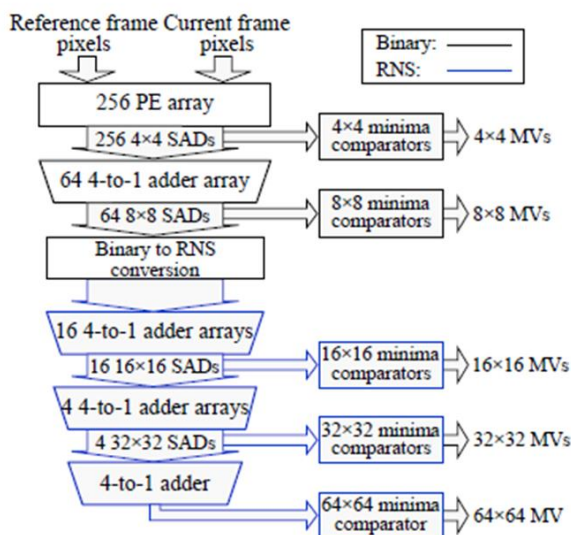 Reference frame Current frame
pixels pixels
Binary:
RNS:
256 PE array
256 4×4 SADs
4×4 minima
comparators
4×4 MVs
64 4-to-1 adder array
64 8×8 SADs
8×8 minima
comparators
8×8 MVs
Binary to RNS
conversion
16 4-to-1 adder arrays
16 16×16 SADs
16×16 minima
comparators
16×16 MVs
4 4-to-1 adder arrays
4 32×32 SADs
32×32 minima
comparators
32×32 MVs
4-to-1 adder
64×64 minima
comparator
64×64 MV